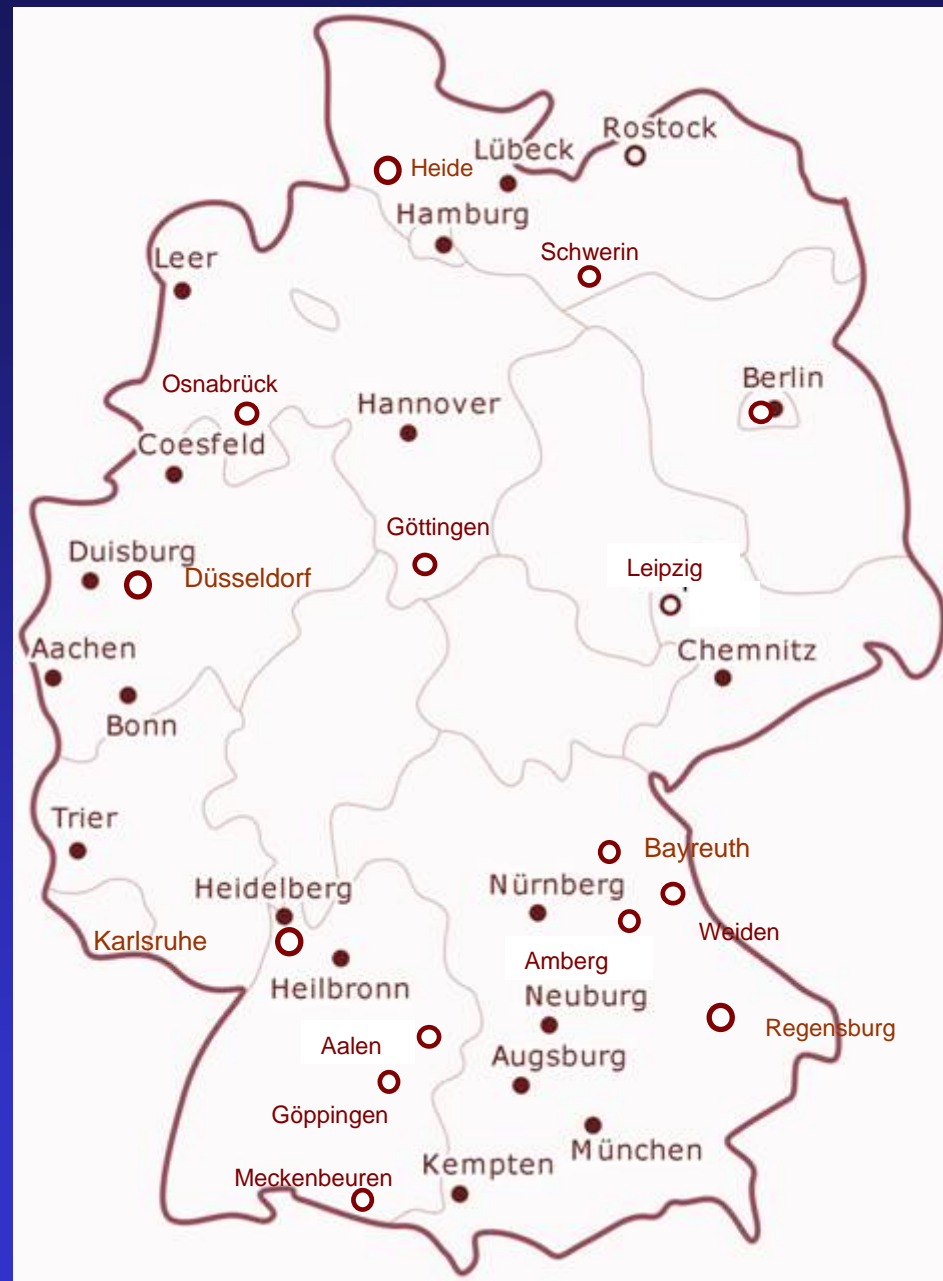 Rostock
Lübeck
Heide
Hamburg
Schwerin
Leer
Berlin
Osnabrück
Hannover
Coesfeld
Göttingen
Duisburg
Düsseldorf
Leipzig
Aachen
Chemnitz
Bonn
Trier
Bayreuth
Heidelberg
Nürnberg
Weiden
Karlsruhe
Amberg
Heilbronn
Neuburg
Regensburg
Aalen
Augsburg
Göppingen
München
Kempten
Meckenbeuren